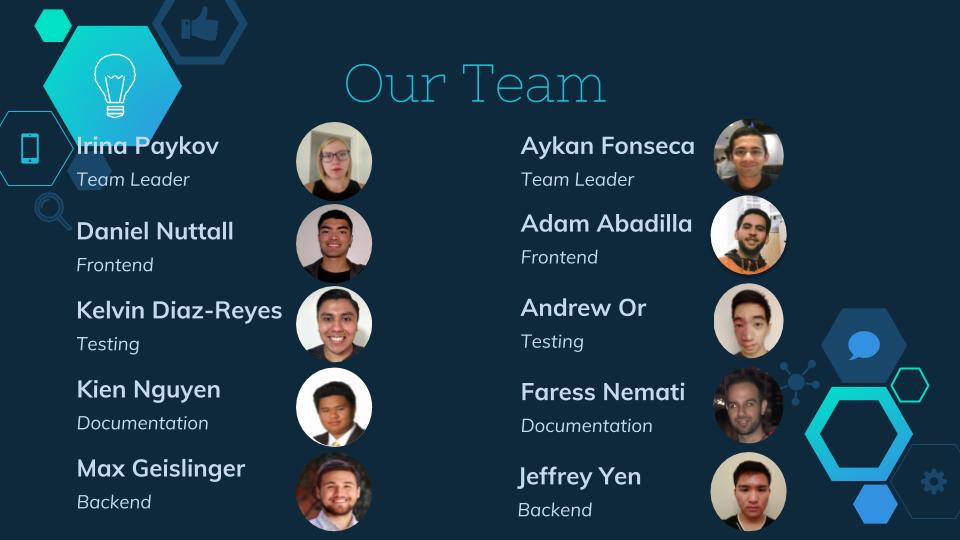 Our Team
Irina Paykov
Team Leader
Daniel Nuttall
Frontend
Kelvin Diaz-Reyes
Testing
Kien Nguyen
Documentation
Max Geislinger
Backend
Aykan Fonseca
Team Leader
Adam Abadilla
Frontend
Andrew Or
Testing
Faress Nemati
Documentation
Jeffrey Yen
Backend